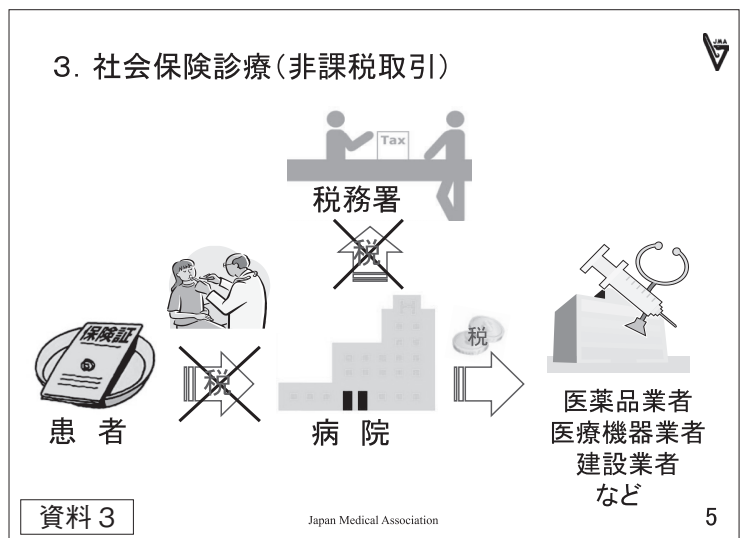 JMA
3．社会保険診療（非課税取引）
Tax
税務署
税
保険証
税
税
患 者
病 院
医薬品業者
医療機器業者
建設業者
など
資料3
Japan Medical Association
5